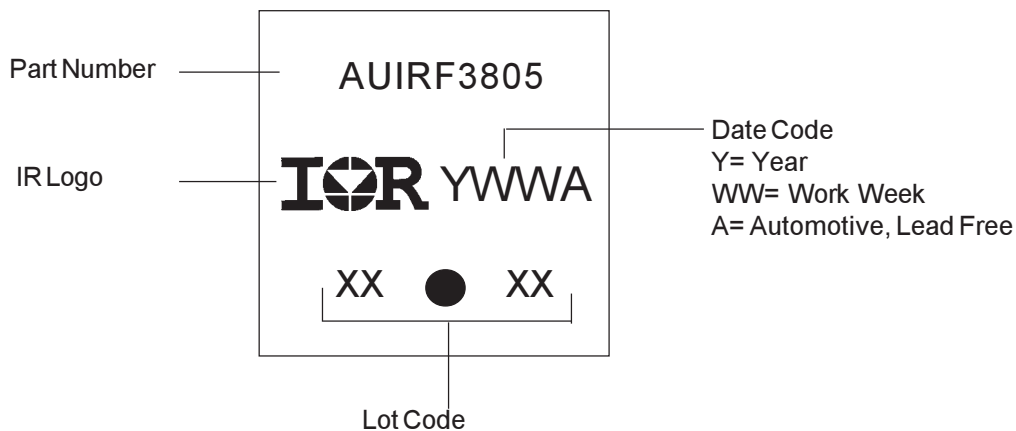 Part Number
AUIRF3805
IR Logo
IOR YWWA
Date Code
Y= Year
WW= Work Week
A= Automotive, Lead Free
XX XX
Lot Code